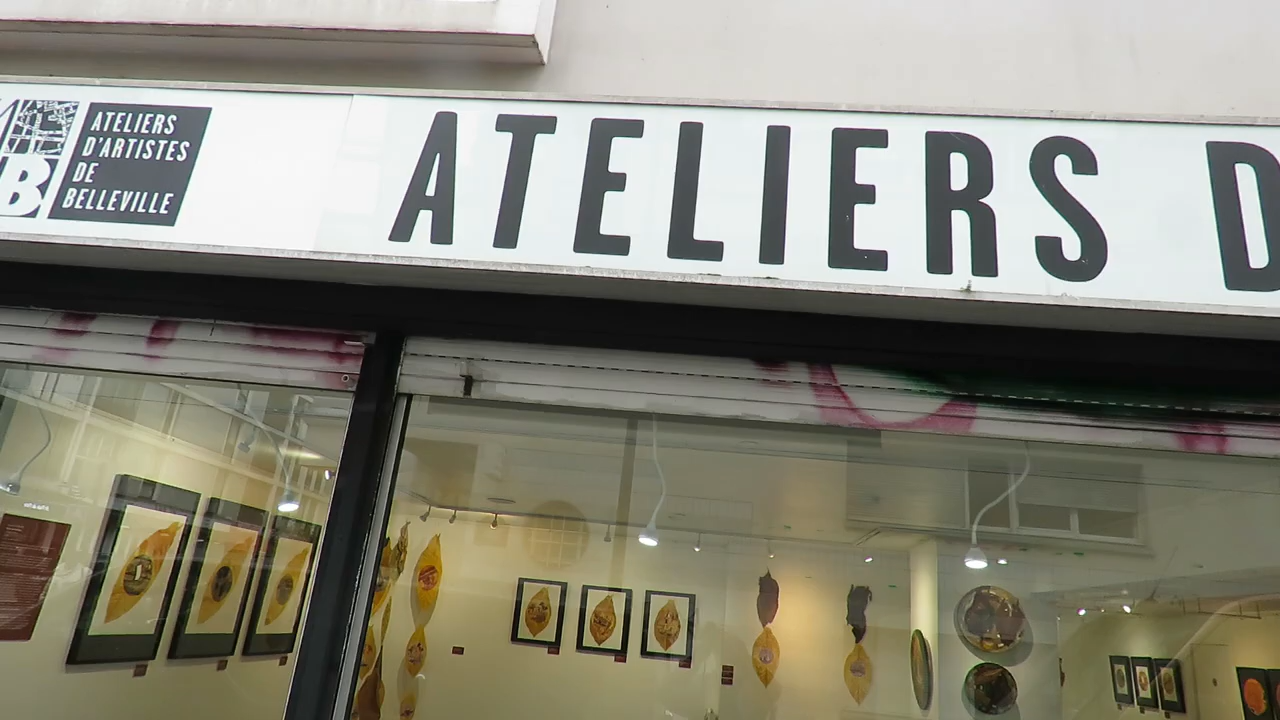 B
ATELIERS
D'ARTISTES
DE
BELLEVILLE
ATELIERS D